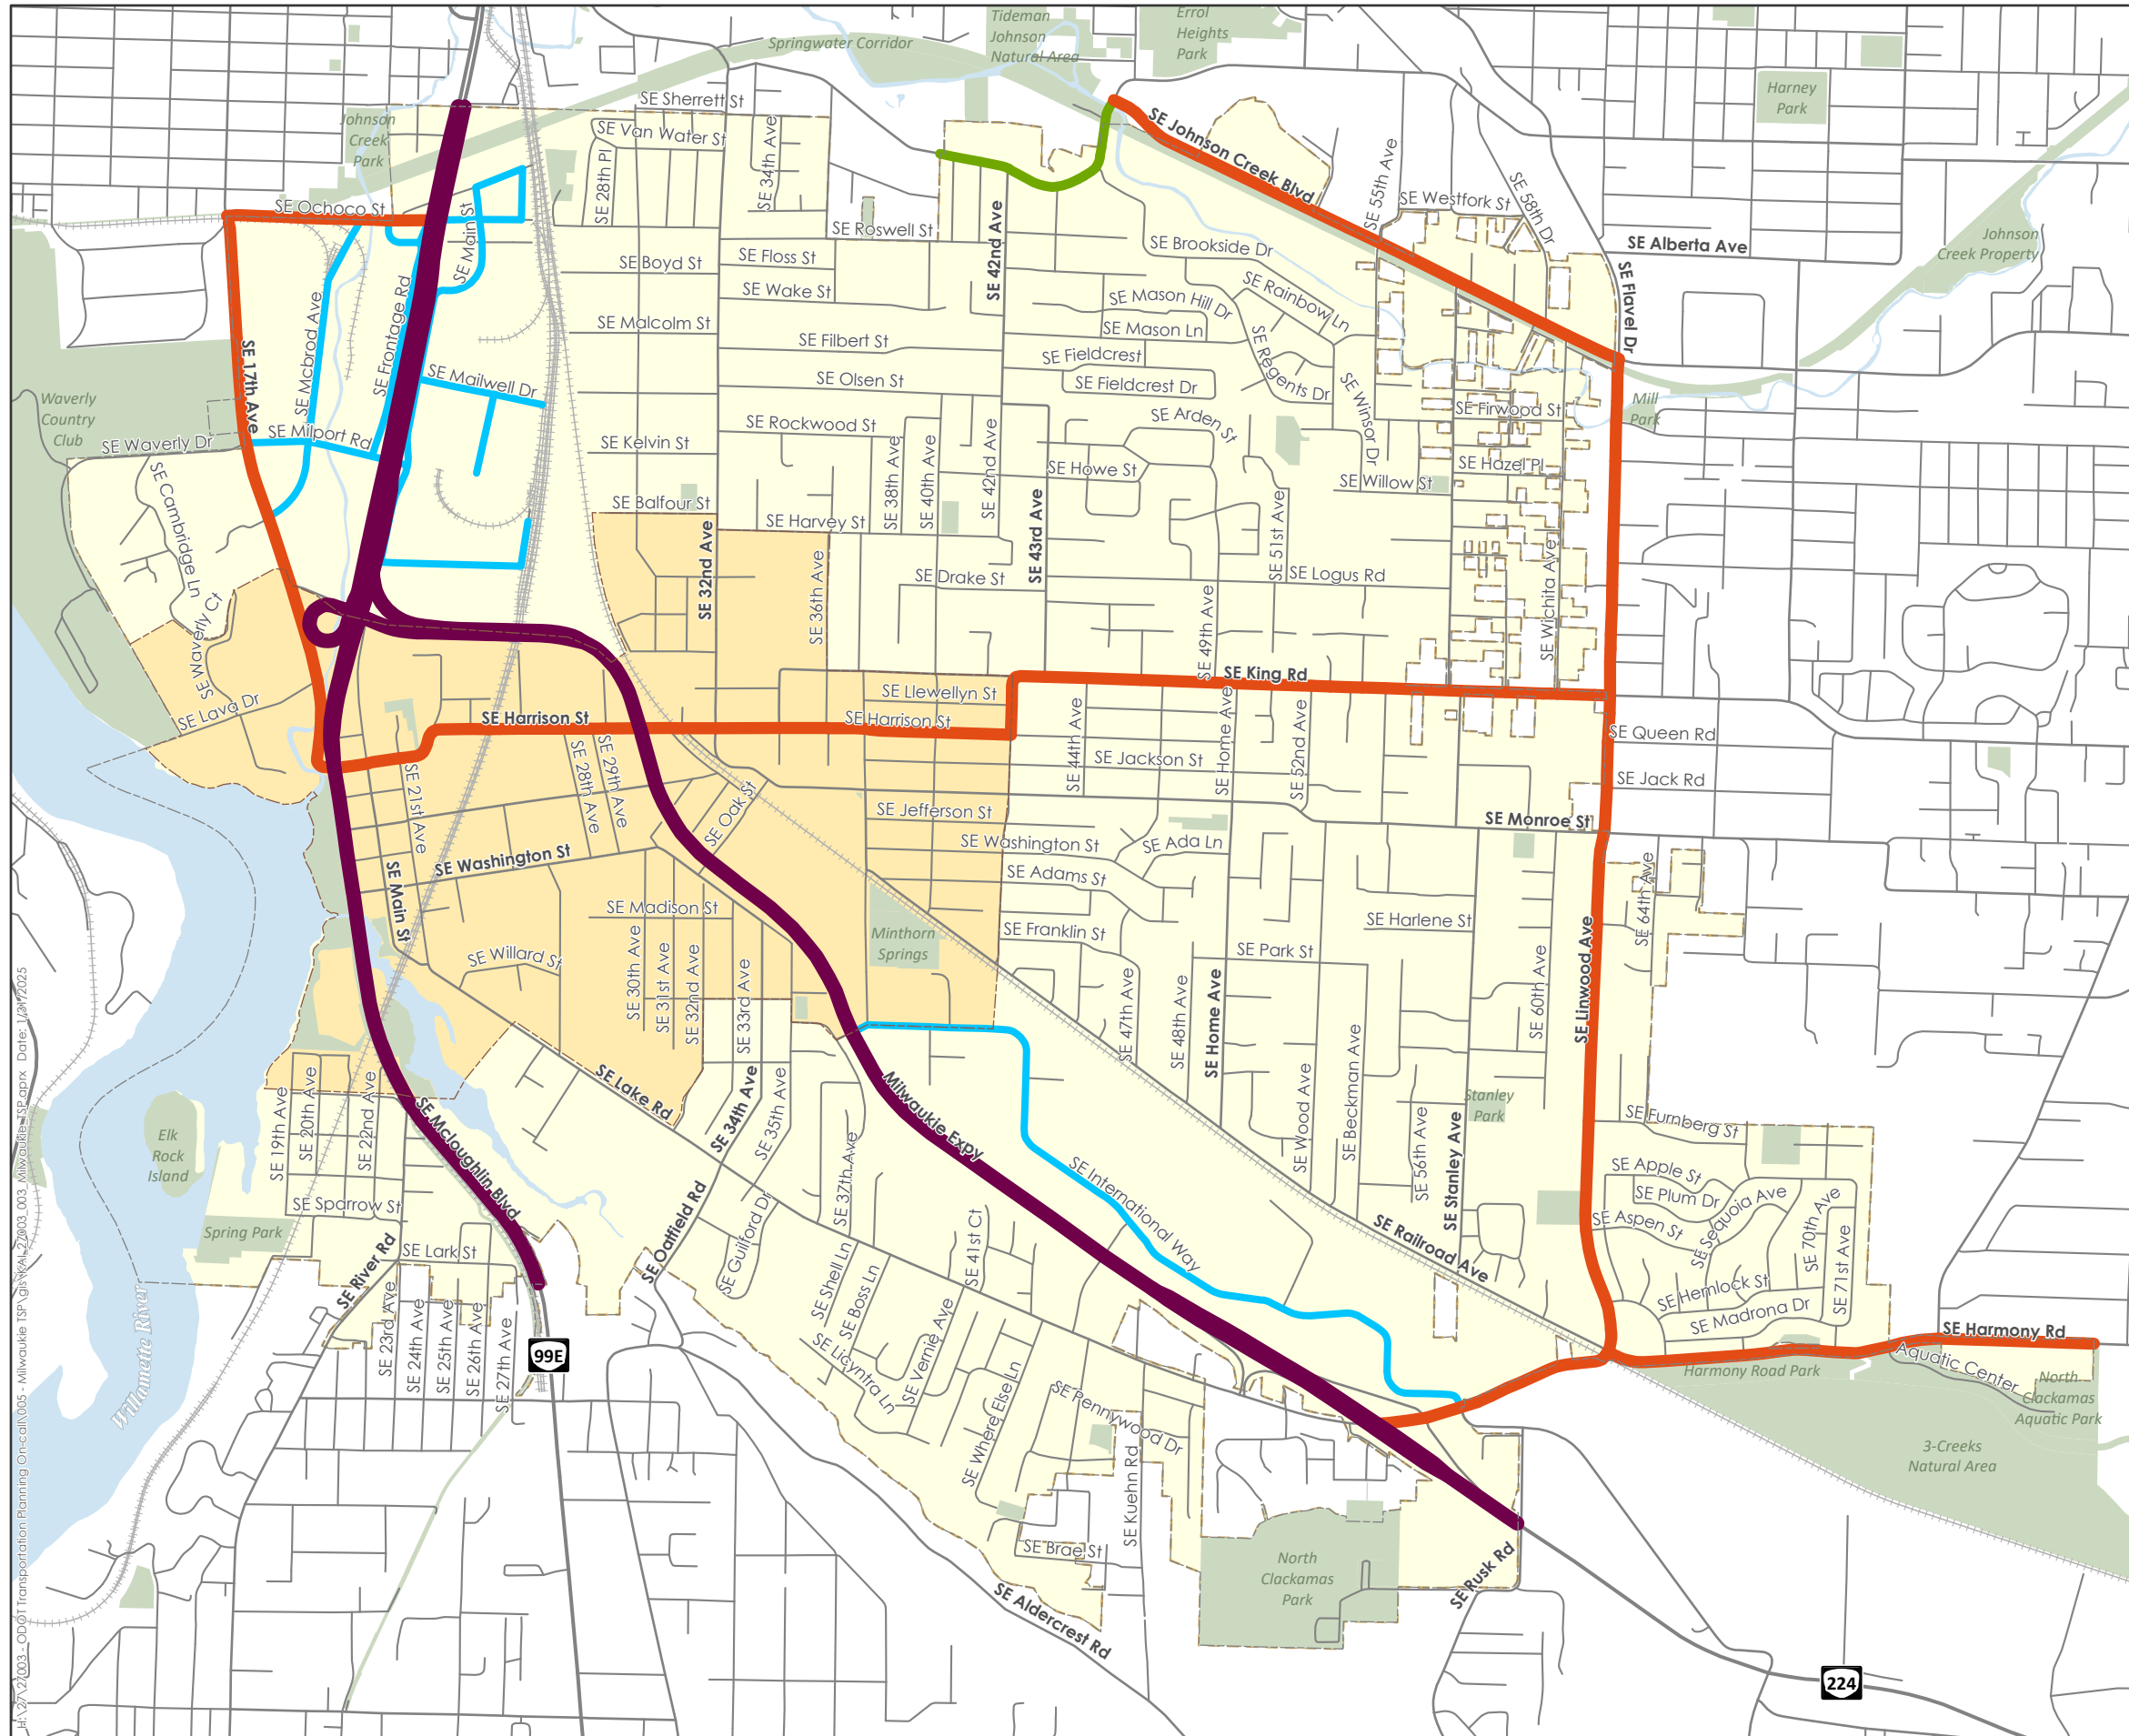 Tideman
Johnson
Natural Area
Errol
Heights
Park
Springwater Corridor
Harney
Park
Johnson
Creek
Park
SE Sherrett St
SE Van Water St
SE 28th Pl
SE 34th Ave
SE Johnson Creek Blvd
SE 55th Ave
SE Westfork St
SE 58th Dr
SE Ochoco St
SE Main St
SE Roswell St
SE 42nd Ave
SE Brookside Dr
SE Alberta Ave
Johnson
Creek Property
SE Flavel Dr
SE Boyd St
SE Floss St
SE Wake St
SE Mason Hill Dr
SE Rainbow Ln
SE Mcbrod Ave
SE Frontage Rd
SE Malcolm St
SE Filbert St
SE Mason Ln
SE Fieldcrest
SE Regents Dr
SE 17th Ave
SE Mailwell Dr
SE Olsen St
SE Fieldcrest Dr
SE Winsor Dr
SE Firwood St
Mill
Park
Waverly
Country
Club
SE Waverly Dr
SE Milport Rd
SE Kelvin St
SE Rockwood St
SE 38th Ave
SE 40th Ave
SE 42nd Ave
SE Arden St
SE Howe St
SE Hazel Pl
SE Willow St
SE Cambridge Ln
SE Balfour St
SE Harvey St
SE 43rd Ave
SE 51st Ave
SE 32nd Ave
SE 36th Ave
SE Drake St
SE Logus Rd
SE Wichita Ave
SE 49th Ave
SE Waverly Ct
SE Lava Dr
SE King Rd
SE Llewellyn St
SE Harrison St
SE Harrison St
SE 28th Ave
SE 29th Ave
SE 21st Ave
SE 44th Ave
SE Jackson St
SE Home Ave
SE 52nd Ave
SE Queen Rd
SE Jack Rd
SE Oak St
SE Jefferson St
SE Monroe St
SE Washington St
SE Washington St
SE Ada Ln
SE Adams St
SE 64th Ave
SE Main St
SE Madison St
Minthorn
Springs
SE Franklin St
SE Harlene St
SE Park St
SE Linwood Ave
SE Willard St
SE 30th Ave
SE 31st Ave
SE 32nd Ave
SE 33rd Ave
SE 47th Ave
SE 48th Ave
SE Home Ave
SE 60th Ave
SE Wood Ave
SE Beckman Ave
Stanley
Park
SE Furnberg St
SE Lake Rd
SE 34th Ave
SE 35th Ave
Milwaukie Expy
SE 19th Ave
SE 20th Ave
SE 22nd Ave
SE Mcloughlin Blvd
Elk
Rock
Island
SE 37th Ave
SE International Way
SE 56th Ave
SE Stanley Ave
SE Apple St
SE Plum Dr
SE Sequoia Ave
SE Aspen St
SE 70th Ave
SE 71st Ave
SE Sparrow St
Spring Park
SE Lark St
SE River Rd
SE Oatfield Rd
SE Guilford Dr
SE 41st Ct
SE Shell Ln
SE Boss Ln
SE Railroad Ave
SE Hemlock St
SE Madrona Dr
SE Harmony Rd
Harmony Road Park
Aquatic Center
North
Clackamas
Aquatic Park
3-Creeks
Natural Area
Willamette River
SE 23rd Ave
SE 24th Ave
SE 25th Ave
SE 26th Ave
SE 27th Ave
99E
SE Licyntra Ln
SE Vernie Ave
SE Where Else Ln
SE Pennywood Dr
SE Kuehn Rd
SE Brae St
SE Aldercrest Rd
North
Clackamas
Park
SE Rusk Rd
224
H:\27\27003 - ODOT Transportation Planning On-call\005 - Milwaukie TSP\gis\KAI_27003_003_Milwaukie_TSP.aprx Date: 1/31/2025